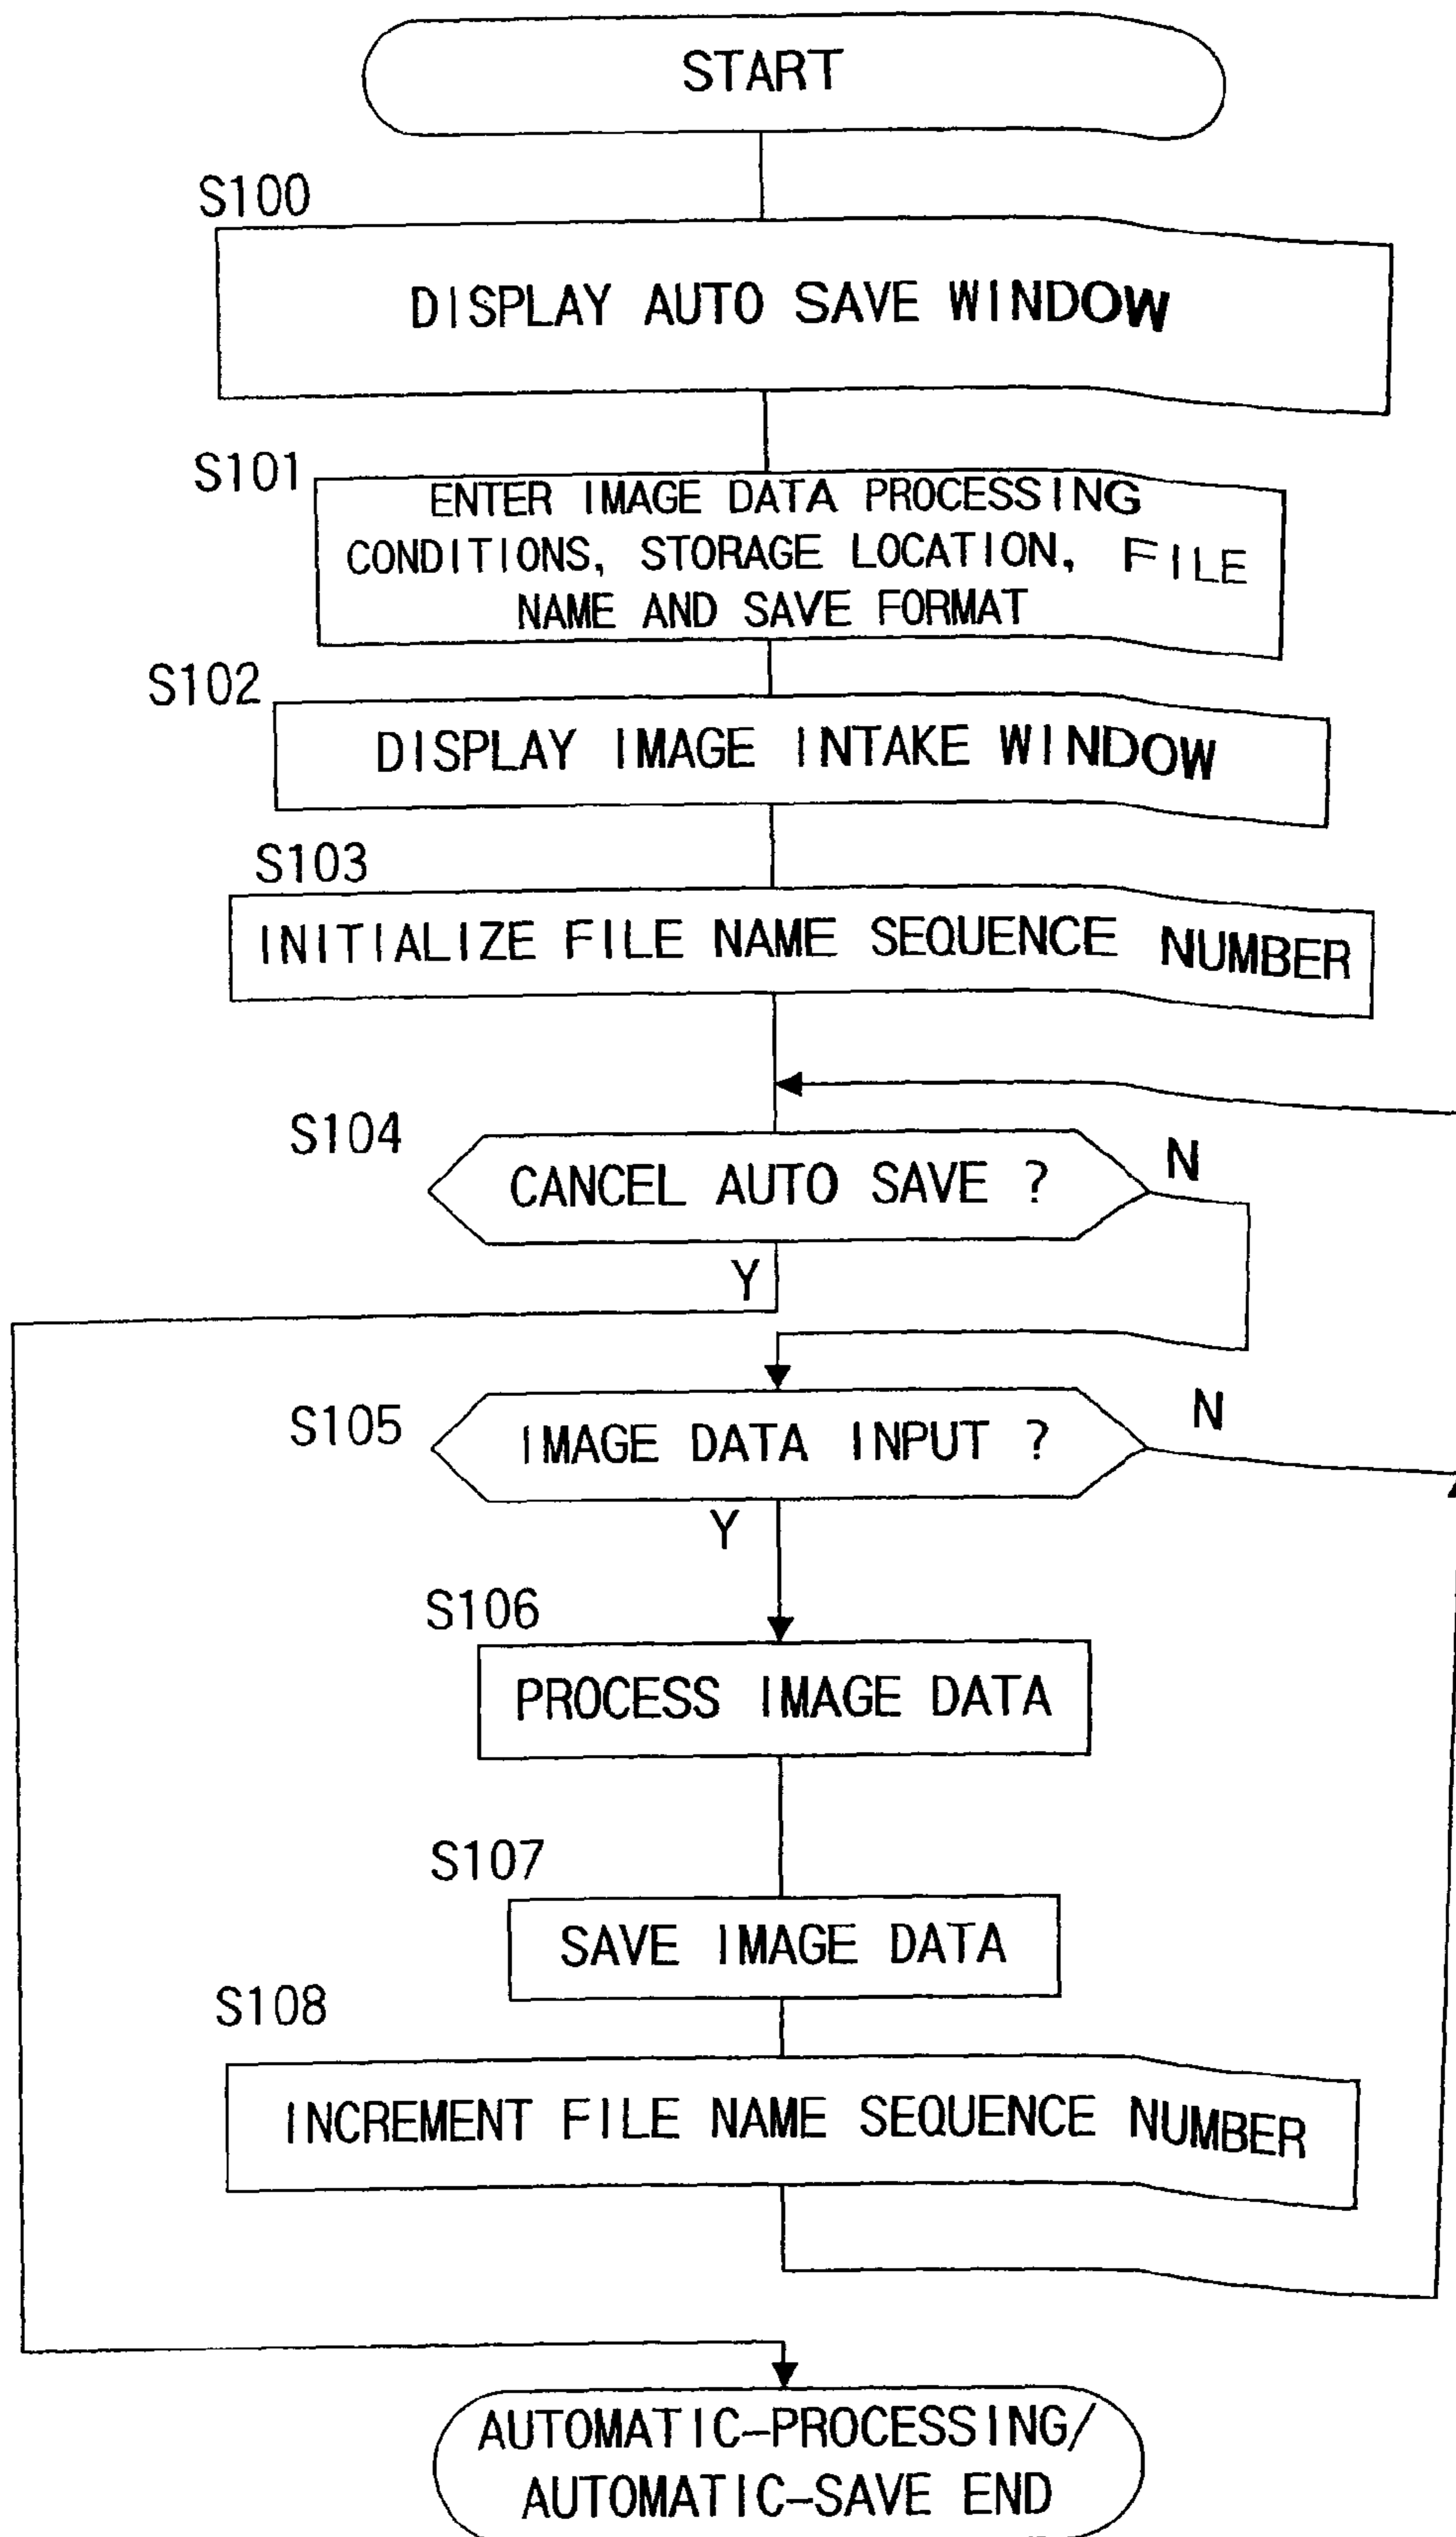 START
S100
DISPLAY AUTO SAVE WINDOW
S101
ENTER IMAGE DATA PROCESSING
CONDITIONS, STORAGE LOCATION, FILE
NAME AND SAVE FORMAT
S102
DISPLAY IMAGE INTAKE WINDOW
S103
INITIALIZE FILE NAME SEQUENCE NUMBER
S104
CANCEL AUTO SAVE ?
N
Y
S105
IMAGE DATA INPUT ?
N
Y
S106
PROCESS IMAGE DATA
S107
SAVE IMAGE DATA
S108
INCREMENT FILE NAME SEQUENCE NUMBER
AUTOMATIC-PROCESSING/
AUTOMATIC-SAVE END